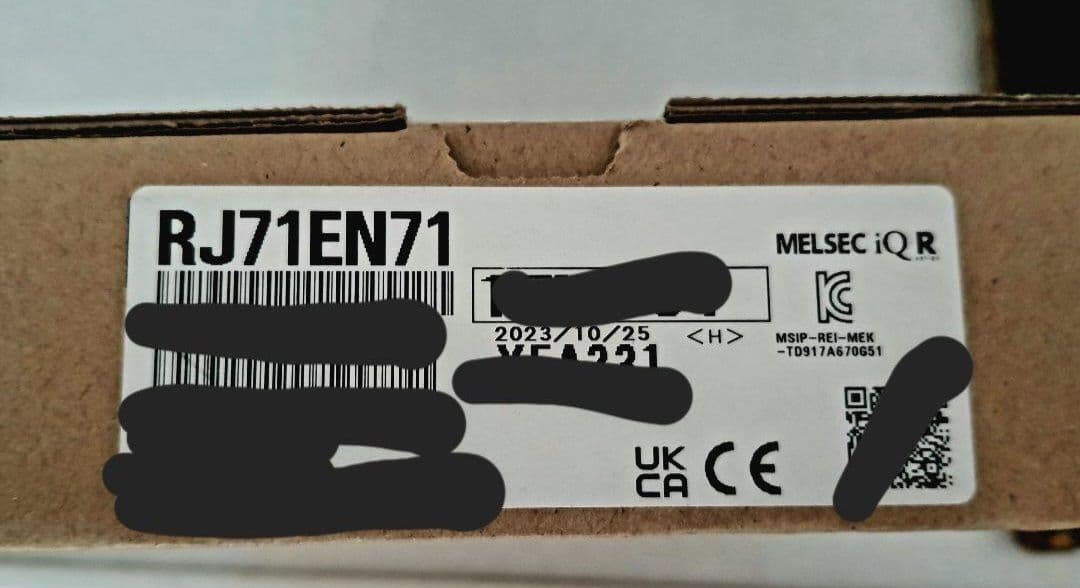 RJ71EN71
MELSEC iQ R
2023/10/25 <H>
MSIP-REI-MEK
-TD917A670G51
UK
CA CE